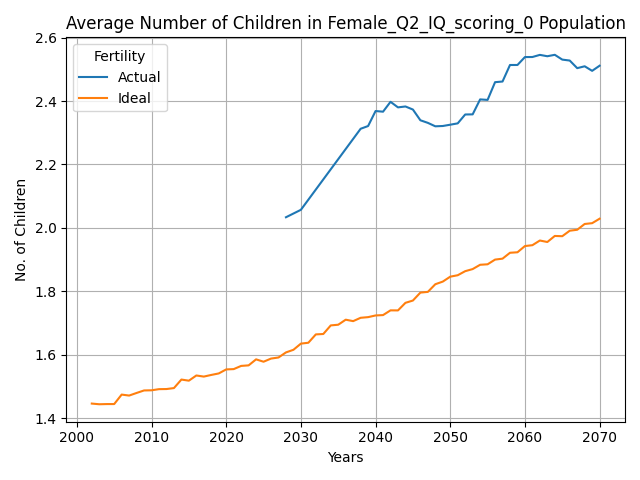 Average Number of Children in Female_Q2_IQ_scoring_0 Population
Fertility
Actual
Ideal
No. of Children
2.6
2.4
2.2
2.0
1.8
1.6
1.4
2000 2010 2020 2030 2040 2050 2060 2070
Years